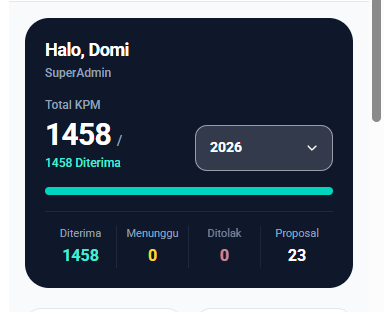 Halo, Domi
SuperAdmin
Total KPM
1458 /
1458 Diterima
2026
Diterima Menunggu Ditolak Proposal
1458 0 0 23